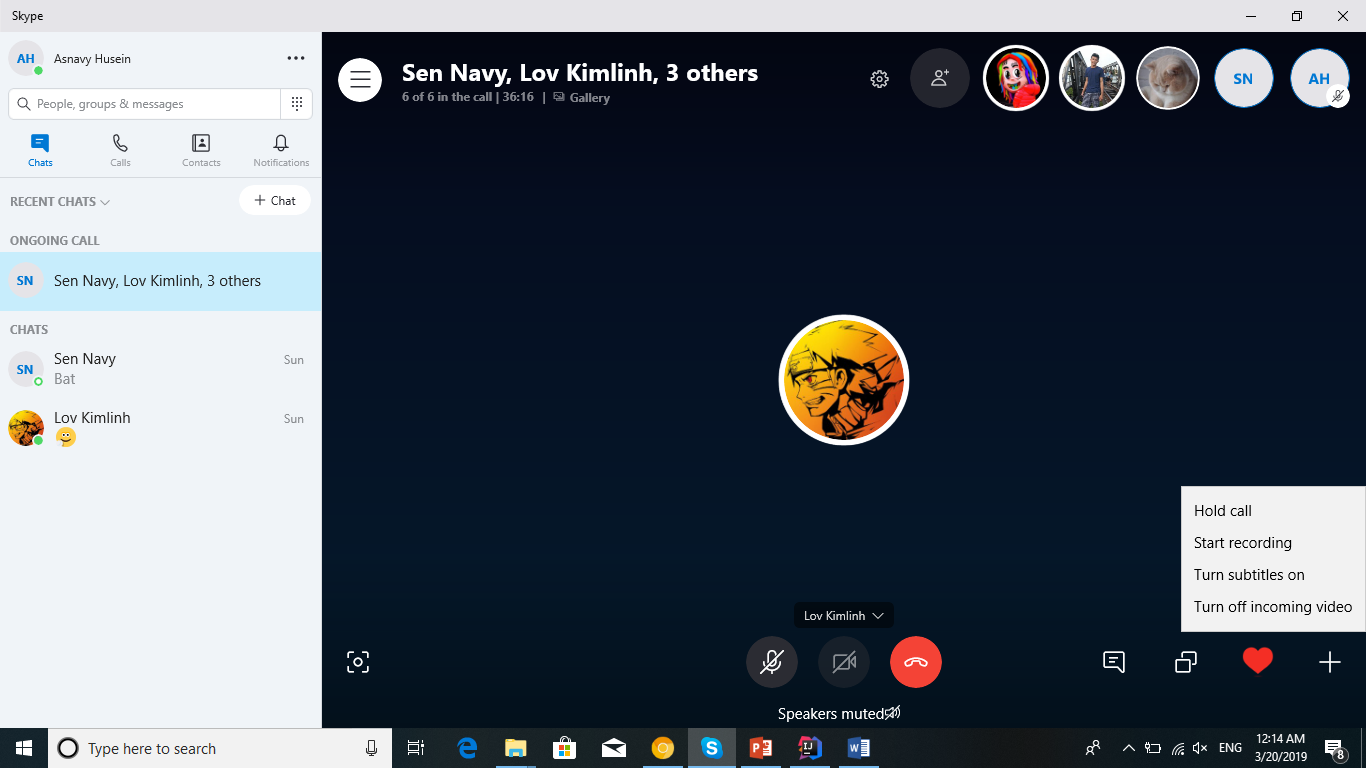 Skype
AH
Asnavy Husein
People, groups & messages
Chats
Calls
Contacts
Notifications
RECENT CHATS
+ Chat
ONGOING CALL
SN
Sen Navy, Lov Kimlinh, 3 others
CHATS
SN
Sen Navy
Sun
Bat
Lov Kimlinh
Sun
Sen Navy, Lov Kimlinh, 3 others
6 of 6 in the call | 36:16 | Gallery
SN
AH
Hold call
Start recording
Turn subtitles on
Turn off incoming video
Lov Kimlinh
Speakers muted
Type here to search
ENG
12:14 AM
3/20/2019
8